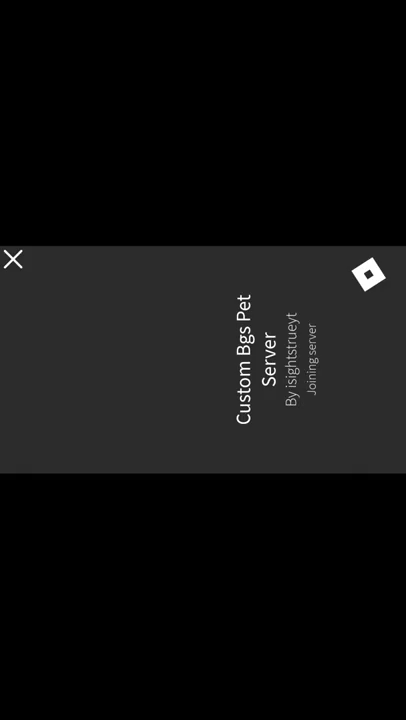 Custom Bgs Pet
Server
By isightstrueyt
Joining server